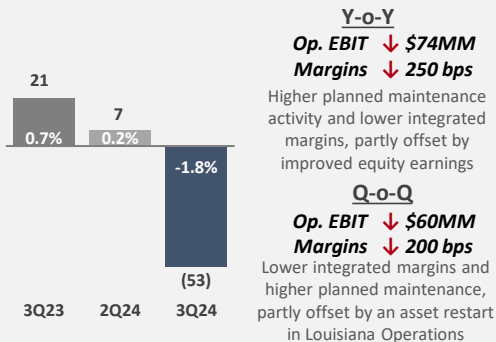 21
0.7%
7
0.2%
-1.8%
(53)
3Q23 2Q24 3Q24
Y-o-Y
Op. EBIT ↓ $74MM
Margins ↓ 250 bps
Higher planned maintenance
activity and lower integrated
margins, partly offset by
improved equity earnings
Q-o-Q
Op. EBIT ↓ $60MM
Margins ↓ 200 bps
Lower integrated margins and
higher planned maintenance,
partly offset by an asset restart
in Louisiana Operations